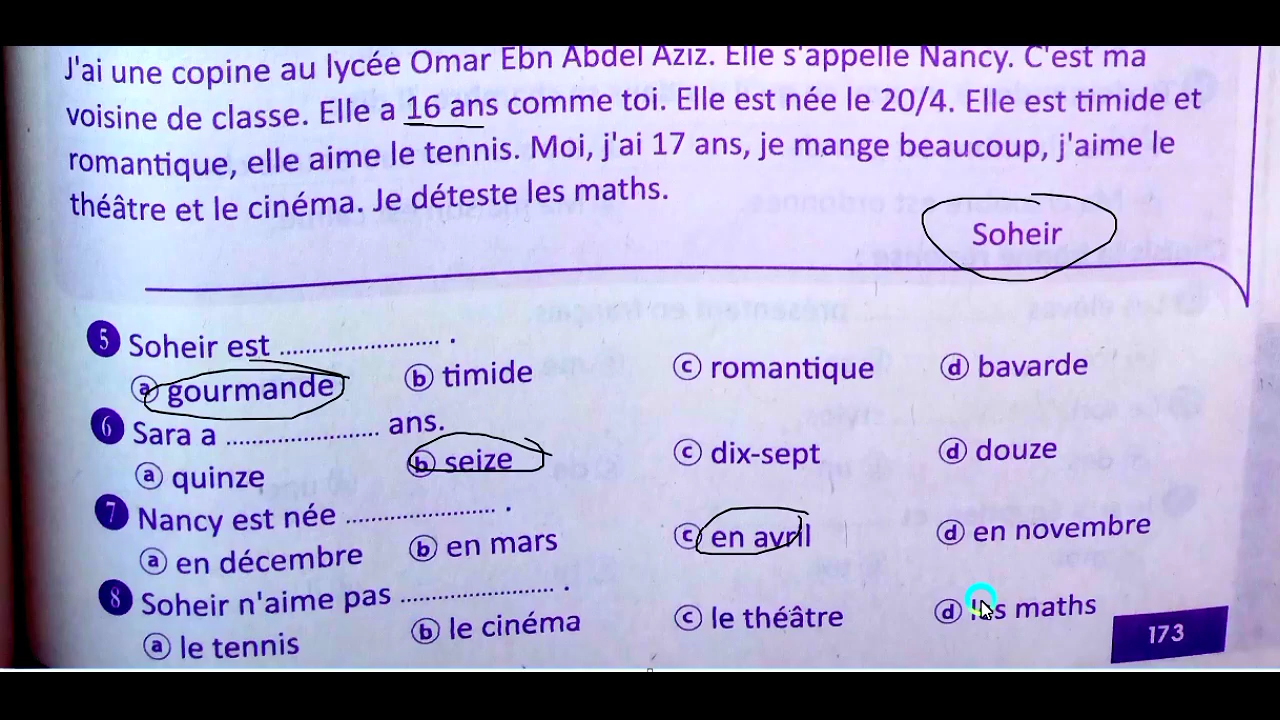 J'ai une copine au lycée Omar Ebn Abdel Aziz. Elle s'appelle Nancy. C'est ma
voisine de classe. Elle a 16 ans comme toi. Elle est née le 20/4. Elle est timide et
romantique, elle aime le tennis. Moi, j'ai 17 ans, je mange beaucoup, j'aime le
théâtre et le cinéma. Je déteste les maths.
Soheir
5 Soheir est .............................. .
a gourmande b timide c romantique d bavarde
6 Sara a .............................. ans.
a quinze b seize c dix-sept d douze
7 Nancy est née .............................. .
a en décembre b en mars c en avril d en novembre
8 Soheir n'aime pas .............................. .
a le tennis b le cinéma c le théâtre d les maths
173